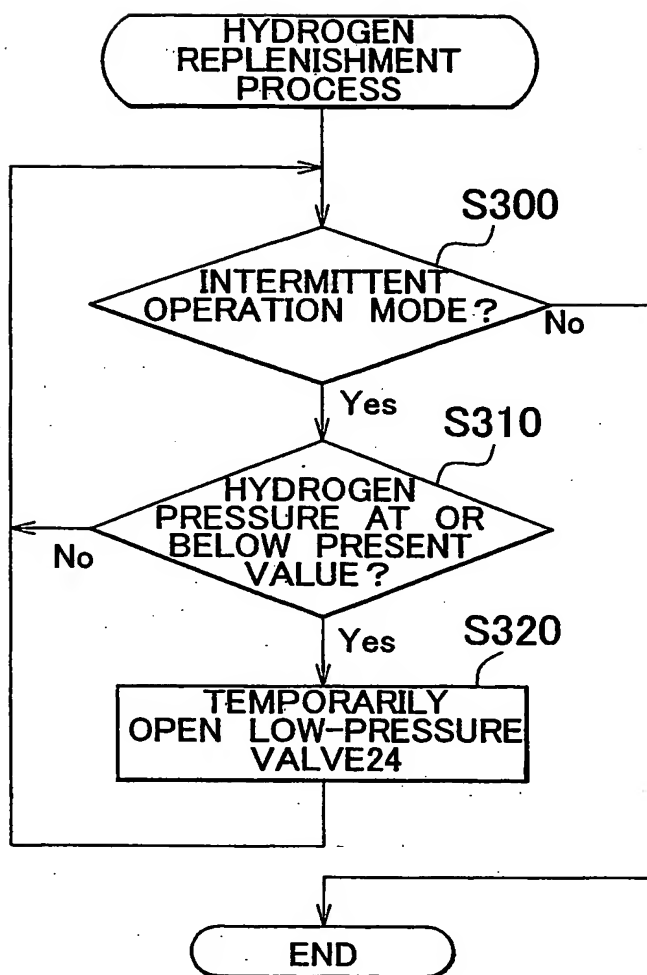 HYDROGEN
REPLENISHMENT
PROCESS
S300
INTERMITTENT
OPERATION MODE?
No
Yes
S310
HYDROGEN
PRESSURE AT OR
BELOW PRESENT
VALUE?
No
Yes
S320
TEMPORARILY
OPEN LOW-PRESSURE
VALVE24
END